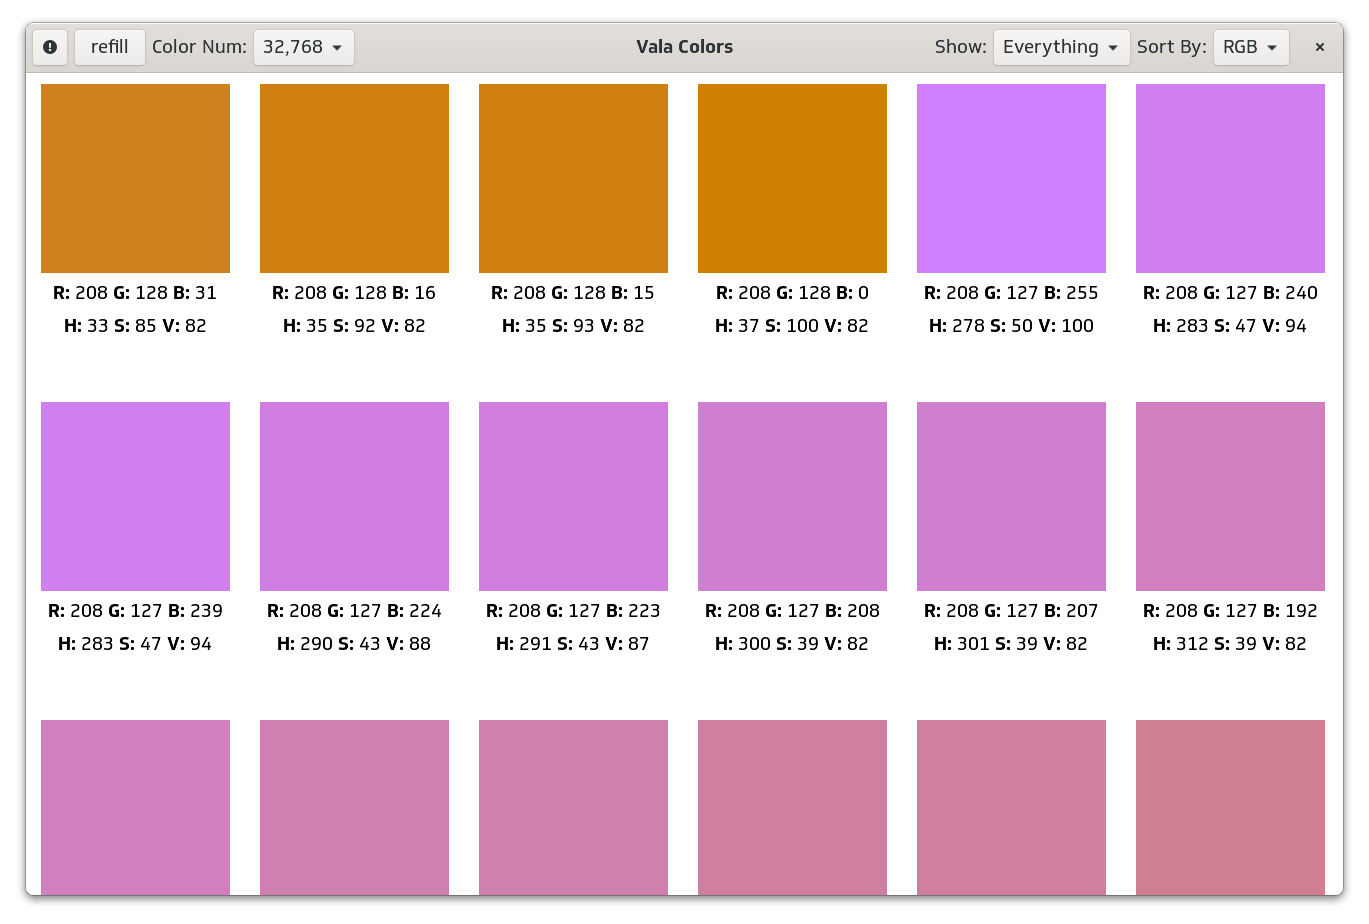 refill Color Num: 32,768 Vala Colors Show: Everything Sort By: RGB
R: 208 G: 128 B: 31 R: 208 G: 128 B: 16 R: 208 G: 128 B: 15 R: 208 G: 128 B: 0 R: 208 G: 127 B: 255 R: 208 G: 127 B: 240
H: 33 S: 85 V: 82 H: 35 S: 92 V: 82 H: 35 S: 93 V: 82 H: 37 S: 100 V: 82 H: 278 S: 50 V: 100 H: 283 S: 47 V: 94
R: 208 G: 127 B: 239 R: 208 G: 127 B: 224 R: 208 G: 127 B: 223 R: 208 G: 127 B: 208 R: 208 G: 127 B: 207 R: 208 G: 127 B: 192
H: 283 S: 47 V: 94 H: 290 S: 43 V: 88 H: 291 S: 43 V: 87 H: 300 S: 39 V: 82 H: 301 S: 39 V: 82 H: 312 S: 39 V: 82